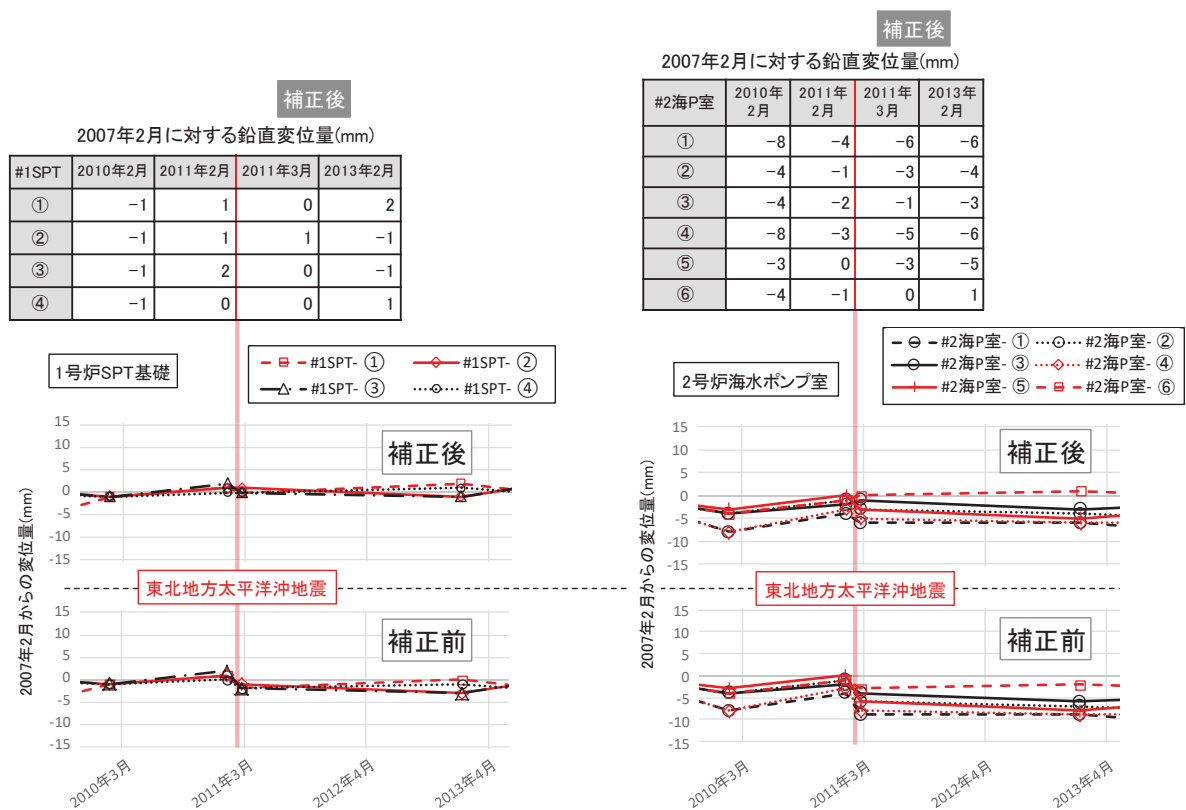 補正後
2007年2月に対する鉛直変位量(mm)
#1SPT 2010年2月 2011年2月 2011年3月 2013年2月
① −1 1 0 2
② −1 1 1 −1
③ −1 2 0 −1
④ −1 0 0 1
1号炉SPT基礎
#1SPT- ① #1SPT- ②
#1SPT- ③ #1SPT- ④
2007年2月からの変位量(mm)
15
10
5
0
-5
-10
-15
補正後
東北地方太平洋沖地震
15
10
5
0
-5
-10
-15
補正前
2010年3月 2011年3月 2012年4月 2013年4月
補正後
2007年2月に対する鉛直変位量(mm)
#2海P室 2010年2月 2011年2月 2011年3月 2013年2月
① −8 −4 −6 −6
② −4 −1 −3 −4
③ −4 −2 −1 −3
④ −8 −3 −5 −6
⑤ −3 0 −3 −5
⑥ −4 −1 0 1
2号炉海水ポンプ室
#2海P室- ① #2海P室- ②
#2海P室- ③ #2海P室- ④
#2海P室- ⑤ #2海P室- ⑥
2007年2月からの変位量(mm)
15
10
5
0
-5
-10
-15
補正後
東北地方太平洋沖地震
15
10
5
0
-5
-10
-15
補正前
2010年3月 2011年3月 2012年4月 2013年4月